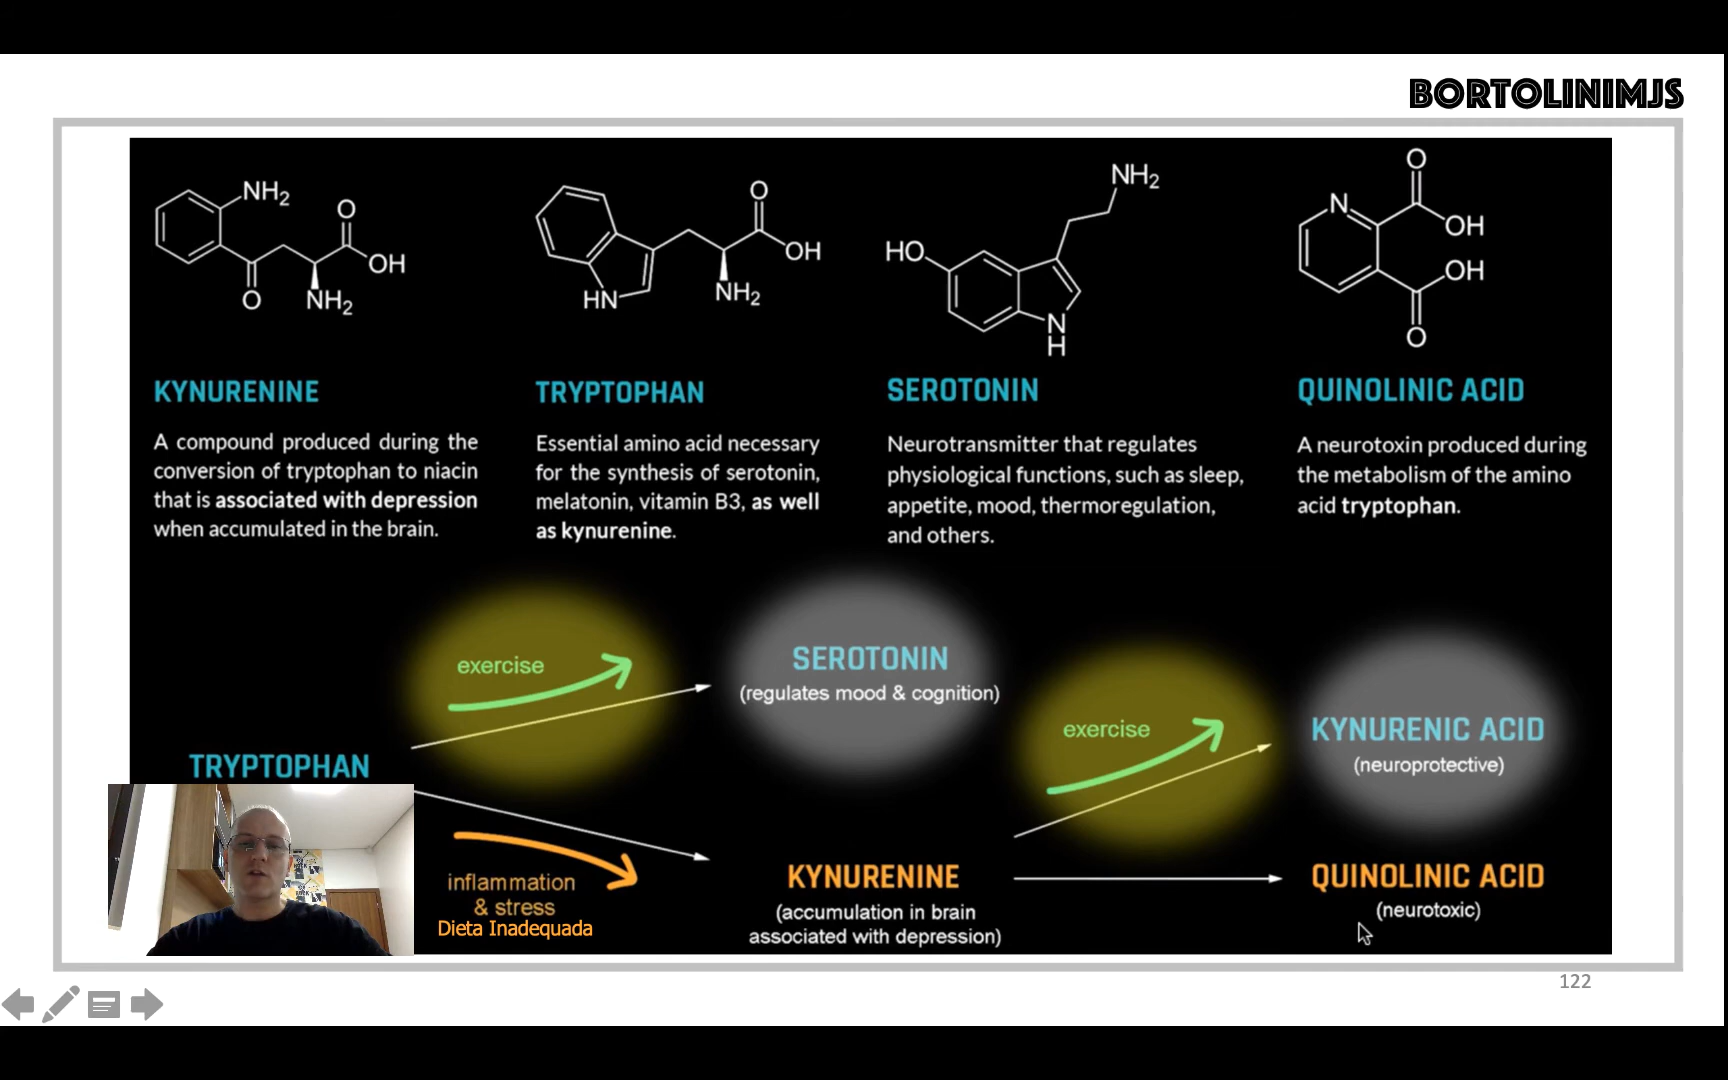 BORTOLINIMJS
NH2
O
OH
O
NH2
O
OH
HN
NH2
NH2
HO
N
H
O
N
OH
OH
O
KYNURENINE
A compound produced during the
conversion of tryptophan to niacin
that is associated with depression
when accumulated in the brain.
TRYPTOPHAN
Essential amino acid necessary
for the synthesis of serotonin,
melatonin, vitamin B3, as well
as kynurenine.
SEROTONIN
Neurotransmitter that regulates
physiological functions, such as sleep,
appetite, mood, thermoregulation,
and others.
QUINOLINIC ACID
A neurotoxin produced during
the metabolism of the amino
acid tryptophan.
exercise
SEROTONIN
(regulates mood & cognition)
exercise
KYNURENIC ACID
(neuroprotective)
TRYPTOPHAN
inflammation
& stress
Dieta Inadequada
KYNURENINE
(accumulation in brain
associated with depression)
QUINOLINIC ACID
(neurotoxic)
122